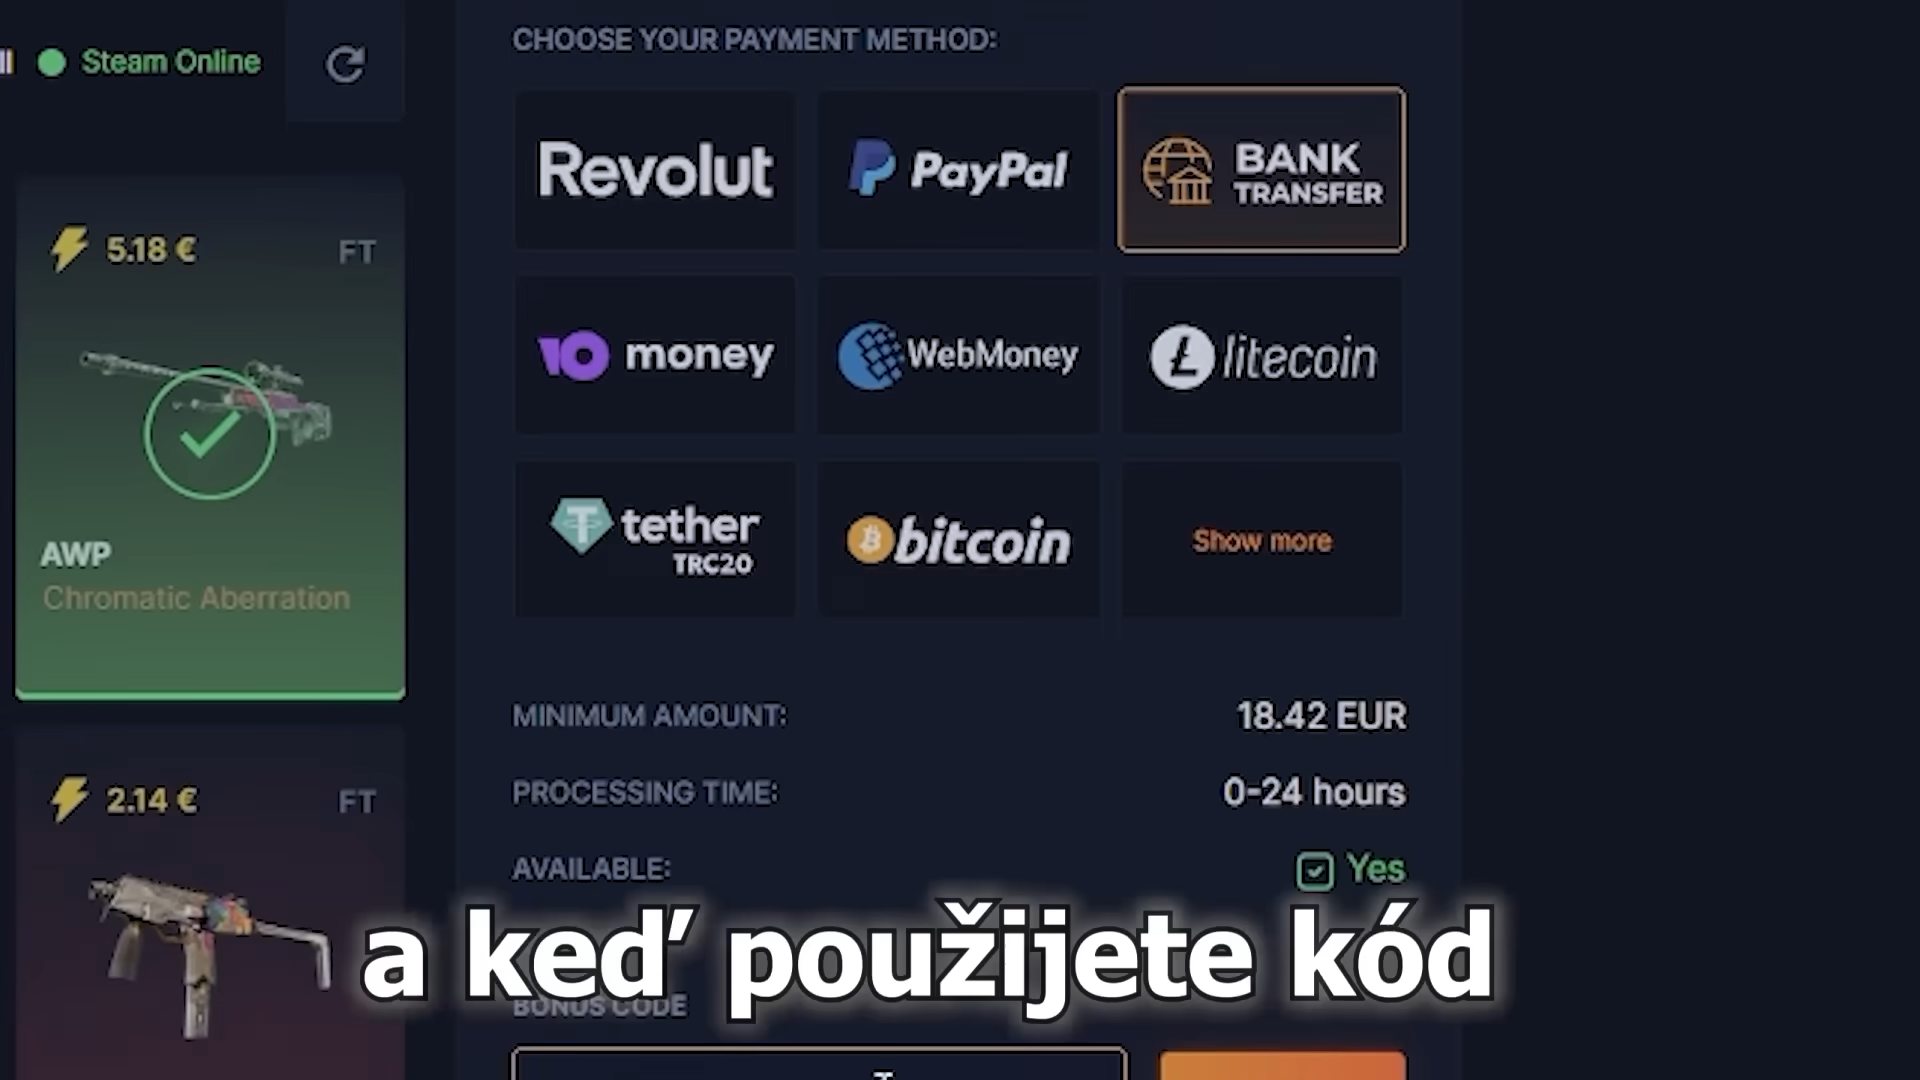 Steam Online
CHOOSE YOUR PAYMENT METHOD:
Revolut
PayPal
BANK
TRANSFER
money
WebMoney
litecoin
tether
TRC20
bitcoin
Show more
5.18 €
FT
AWP
Chromatic Aberration
2.14 €
FT
MINIMUM AMOUNT:
18.42 EUR
PROCESSING TIME:
0-24 hours
AVAILABLE:
Yes
a keď použijete kód
BONUS CODE